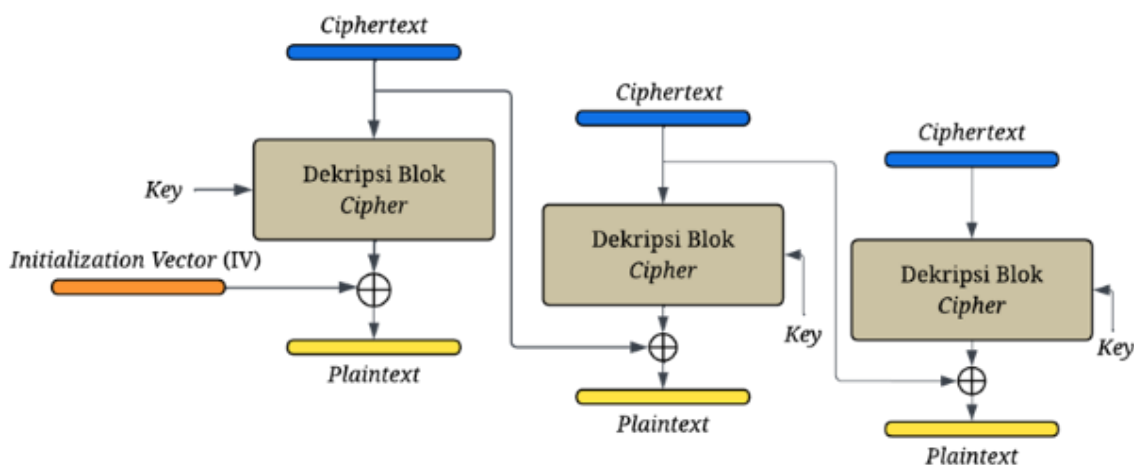 Ciphertext
Dekripsi Blok
Cipher
Key
Initialization Vector (IV)
Plaintext
Ciphertext
Dekripsi Blok
Cipher
Key
Plaintext
Ciphertext
Dekripsi Blok
Cipher
Key
Plaintext